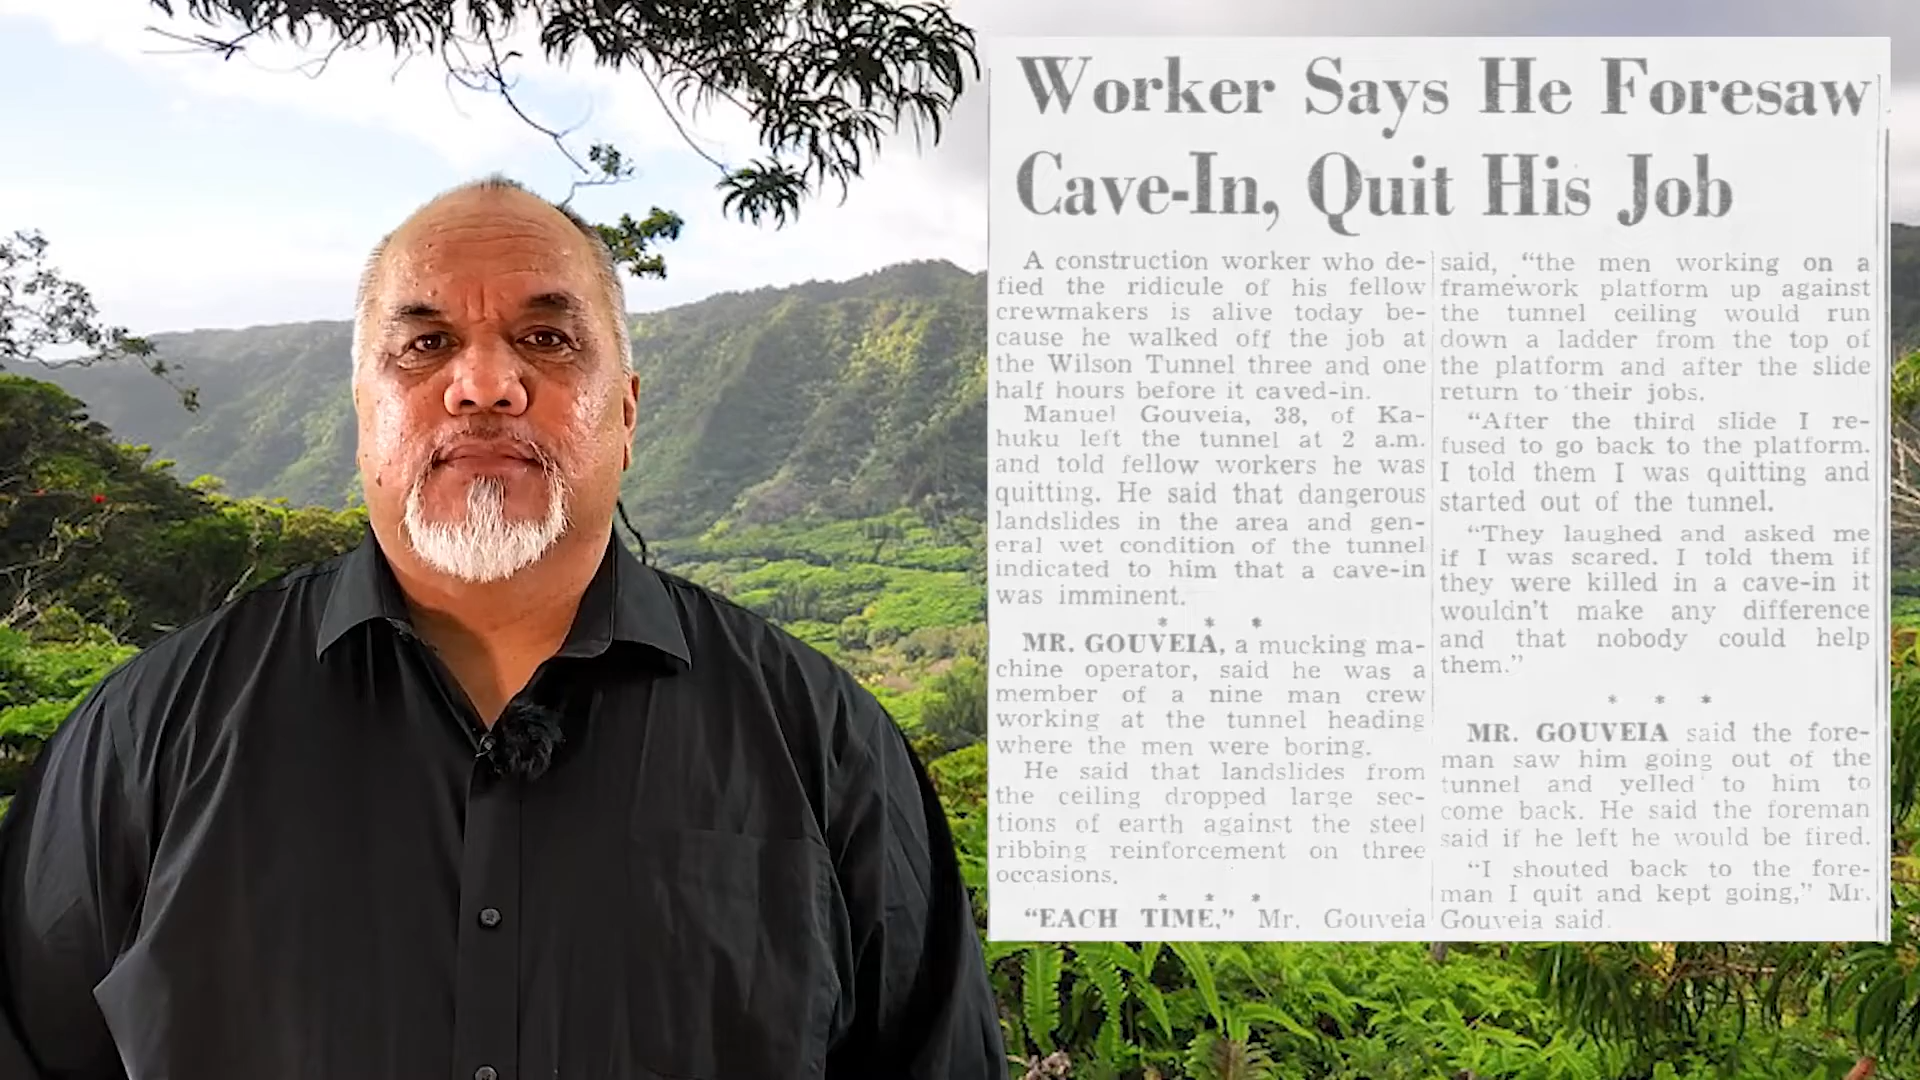 Worker Says He Foresaw
Cave-In, Quit His Job
A construction worker who de-
fied the ridicule of his fellow
crewmakers is alive today be-
cause he walked off the job at
the Wilson Tunnel three and one
half hours before it caved-in.
Manuel Gouveia, 38, of Ka-
huku left the tunnel at 2 a.m.
and told fellow workers he was
quitting. He said that dangerous
landslides in the area and gen-
eral wet condition of the tunnel
indicated to him that a cave-in
was imminent.
* * *
MR. GOUVEIA, a mucking ma-
chine operator, said he was a
member of a nine man crew
working at the tunnel heading
where the men were boring.
He said that landslides from
the ceiling dropped large sec-
tions of earth against the steel
ribbing reinforcement on three
occasions.
* * *
“EACH TIME,” Mr. Gouveia
said, “the men working on a
framework platform up against
the tunnel ceiling would run
down a ladder from the top of
the platform and after the slide
return to their jobs.
“After the third slide I re-
fused to go back to the platform.
I told them I was quitting and
started out of the tunnel.
“They laughed and asked me
if I was scared. I told them if
they were killed in a cave-in it
wouldn’t make any difference
and that nobody could help
them.”
* * *
MR. GOUVEIA said the fore-
man saw him going out of the
tunnel and yelled to him to
come back. He said the foreman
said if he left he would be fired.
“I shouted back to the fore-
man I quit and kept going,” Mr.
Gouveia said.